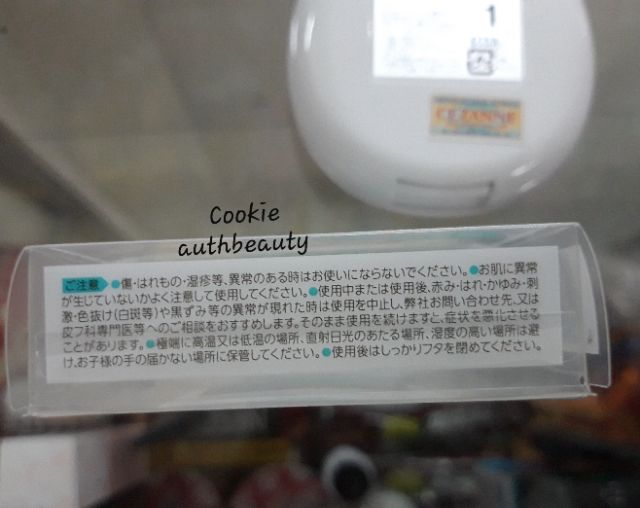 1
CEZANNE
Cookie
authbeauty
ご注意 ●傷・はれもの・湿疹等、異常のある時はお使いにならないでください。●お肌に異常
が生じていないかよく注意して使用してください。●使用中または使用後、赤み・はれ・かゆみ・刺
激・色抜け(白斑等)や黒ずみ等の異常が現れた時は使用を中止し、弊社お問い合わせ先、又は
皮フ科専門医等へのご相談をおすすめします。そのまま使用を続けますと、症状を悪化させる
ことがあります。●極端に高温又は低温の場所、直射日光のあたる場所、湿度の高い場所は避
け、お子様の手の届かない場所に保管してください。●使用後はしっかりフタを閉めてください。